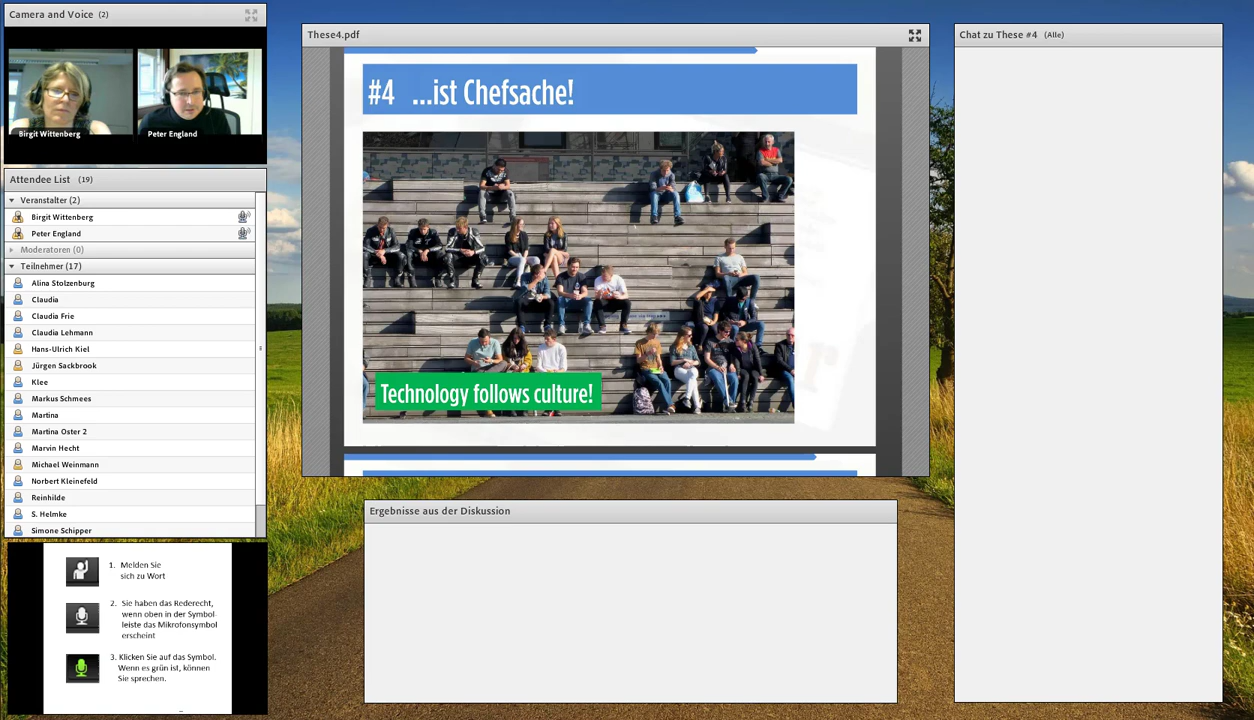 Camera and Voice (2)
Birgit Wittenberg
Peter England
Attendee List (19)
Veranstalter (2)
Birgit Wittenberg
Peter England
Moderatoren (0)
Teilnehmer (17)
Alina Stolzenburg
Claudia
Claudia Frie
Claudia Lehmann
Hans-Ulrich Kiel
Jürgen Sackbrook
Klee
Markus Schmees
Martina
Martina Oster 2
Marvin Hecht
Michael Weinmann
Norbert Kleinefeld
Reinhilde
S. Helmke
Simone Schipper
1. Melden Sie
sich zu Wort
2. Sie haben das Rederecht,
wenn oben in der Symbol-
leiste das Mikrofonsymbol
erscheint
3. Klicken Sie auf das Symbol.
Wenn es grün ist, können
Sie sprechen.
These4.pdf
#4 ...ist Chefsache!
Technology follows culture!
Ergebnisse aus der Diskussion
Chat zu These #4 (Alle)